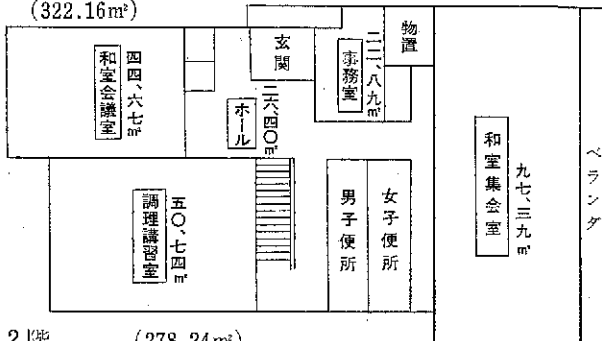 (322.16㎡)
和室会議室
四四、六七㎡
玄関
ホール
二六、四〇㎡
事務室
二二、八九㎡
物置
和室集会室
九七、三九㎡
ベランダ
調理講習室
五〇、七四㎡
男子便所
女子便所
2階 (278.24㎡)